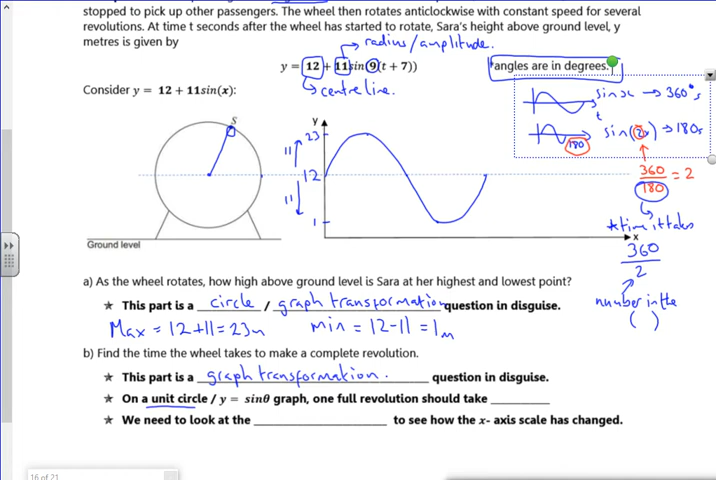 stopped to pick up other passengers. The wheel then rotates anticlockwise with constant speed for several
revolutions. At time t seconds after the wheel has started to rotate, Sara's height above ground level, y
metres is given by
radius/amplitude.
y = 12 + 11sin(9(t + 7))
angles are in degrees.
centre line.
Consider y = 12 + 11sin(x):
sin x → 360°s
t
sin(2x) → 180s
180
360/180 = 2
S
y
23
11
12
11
1
x
Ground level
* time it takes
360/2
number in the
( )
a) As the wheel rotates, how high above ground level is Sara at her highest and lowest point?
★ This part is a circle / graph transformation question in disguise.
Max = 12+11 = 23m min = 12-11 = 1m
b) Find the time the wheel takes to make a complete revolution.
★ This part is a graph transformation. question in disguise.
★ On a unit circle / y = sinθ graph, one full revolution should take ________
★ We need to look at the ________ to see how the x- axis scale has changed.
16 of 21